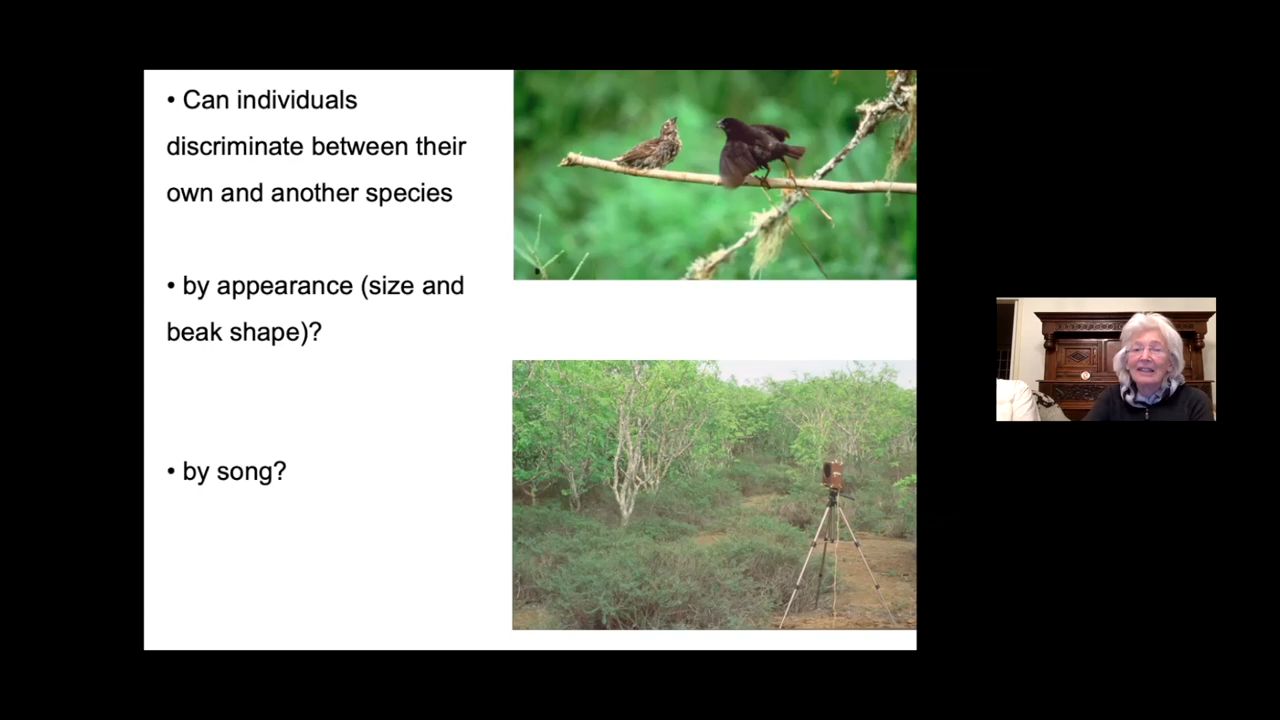 • Can individuals
discriminate between their
own and another species
• by appearance (size and
beak shape)?
• by song?